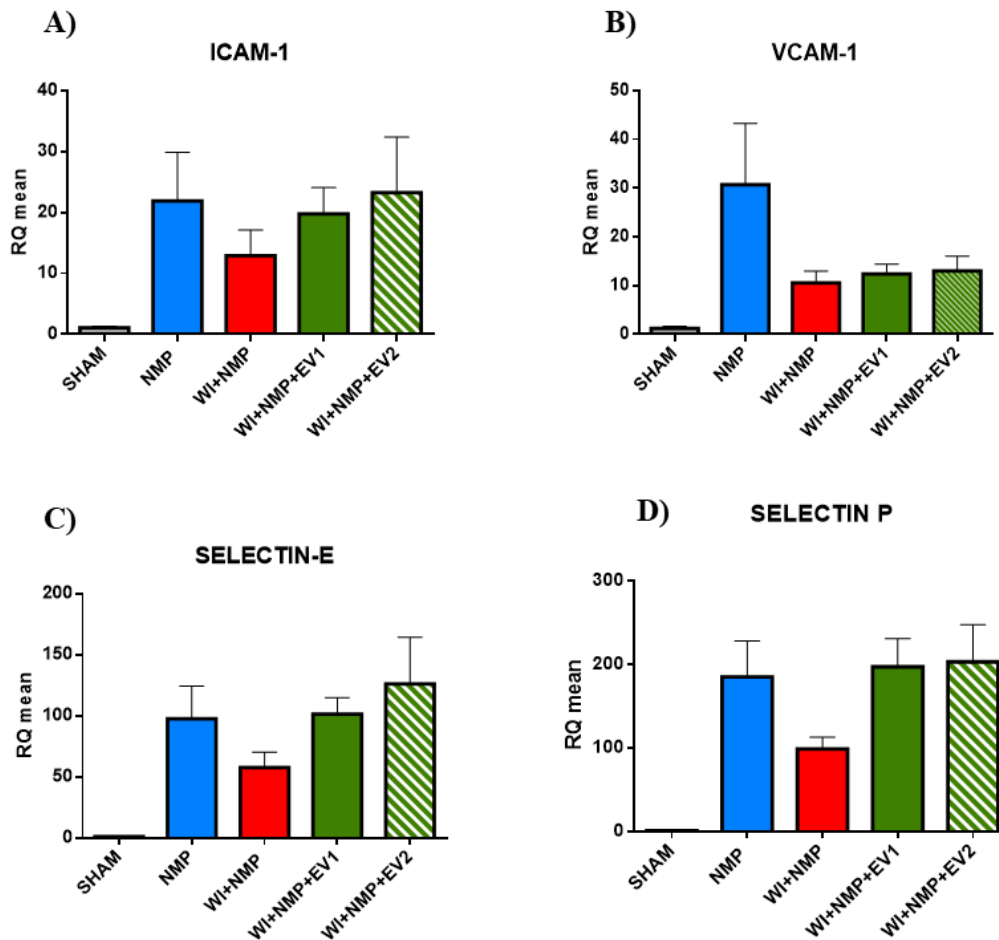 A)
ICAM-1
RQ mean
40
30
20
10
0
SHAM
NMP
WI+NMP
WI+NMP+EV1
WI+NMP+EV2
B)
VCAM-1
RQ mean
50
40
30
20
10
0
SHAM
NMP
WI+NMP
WI+NMP+EV1
WI+NMP+EV2
C)
SELECTIN-E
RQ mean
200
150
100
50
0
SHAM
NMP
WI+NMP
WI+NMP+EV1
WI+NMP+EV2
D)
SELECTIN P
RQ mean
300
200
100
0
SHAM
NMP
WI+NMP
WI+NMP+EV1
WI+NMP+EV2